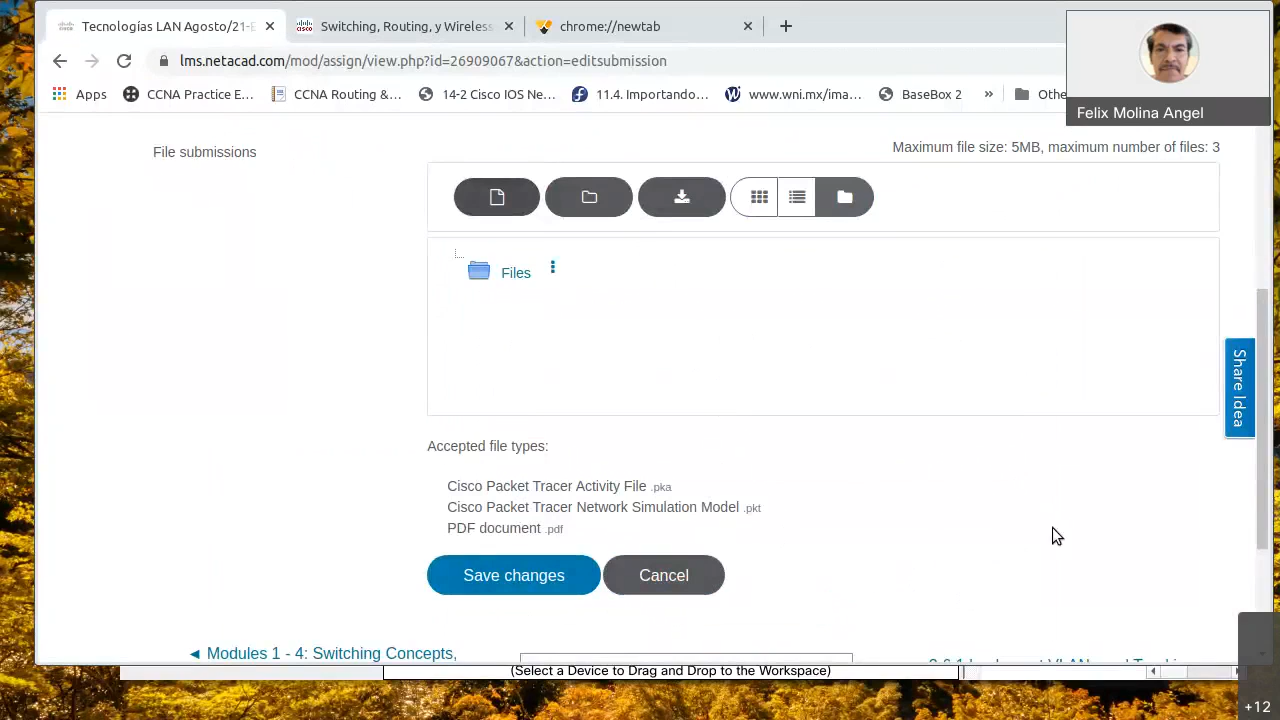 Tecnologías LAN Agosto/21-E
Switching, Routing, y Wireless
chrome://newtab
lms.netacad.com/mod/assign/view.php?id=26909067&action=editsubmission
Apps
CCNA Practice E...
CCNA Routing &...
14-2 Cisco IOS Ne...
11.4. Importando...
www.wni.mx/ima...
BaseBox 2
»
Othe
Felix Molina Angel
File submissions
Maximum file size: 5MB, maximum number of files: 3
Files
Share Idea
Accepted file types:
Cisco Packet Tracer Activity File .pka
Cisco Packet Tracer Network Simulation Model .pkt
PDF document .pdf
Save changes
Cancel
◄ Modules 1 - 4: Switching Concepts,
(Select a Device to Drag and Drop to the Workspace)
+12